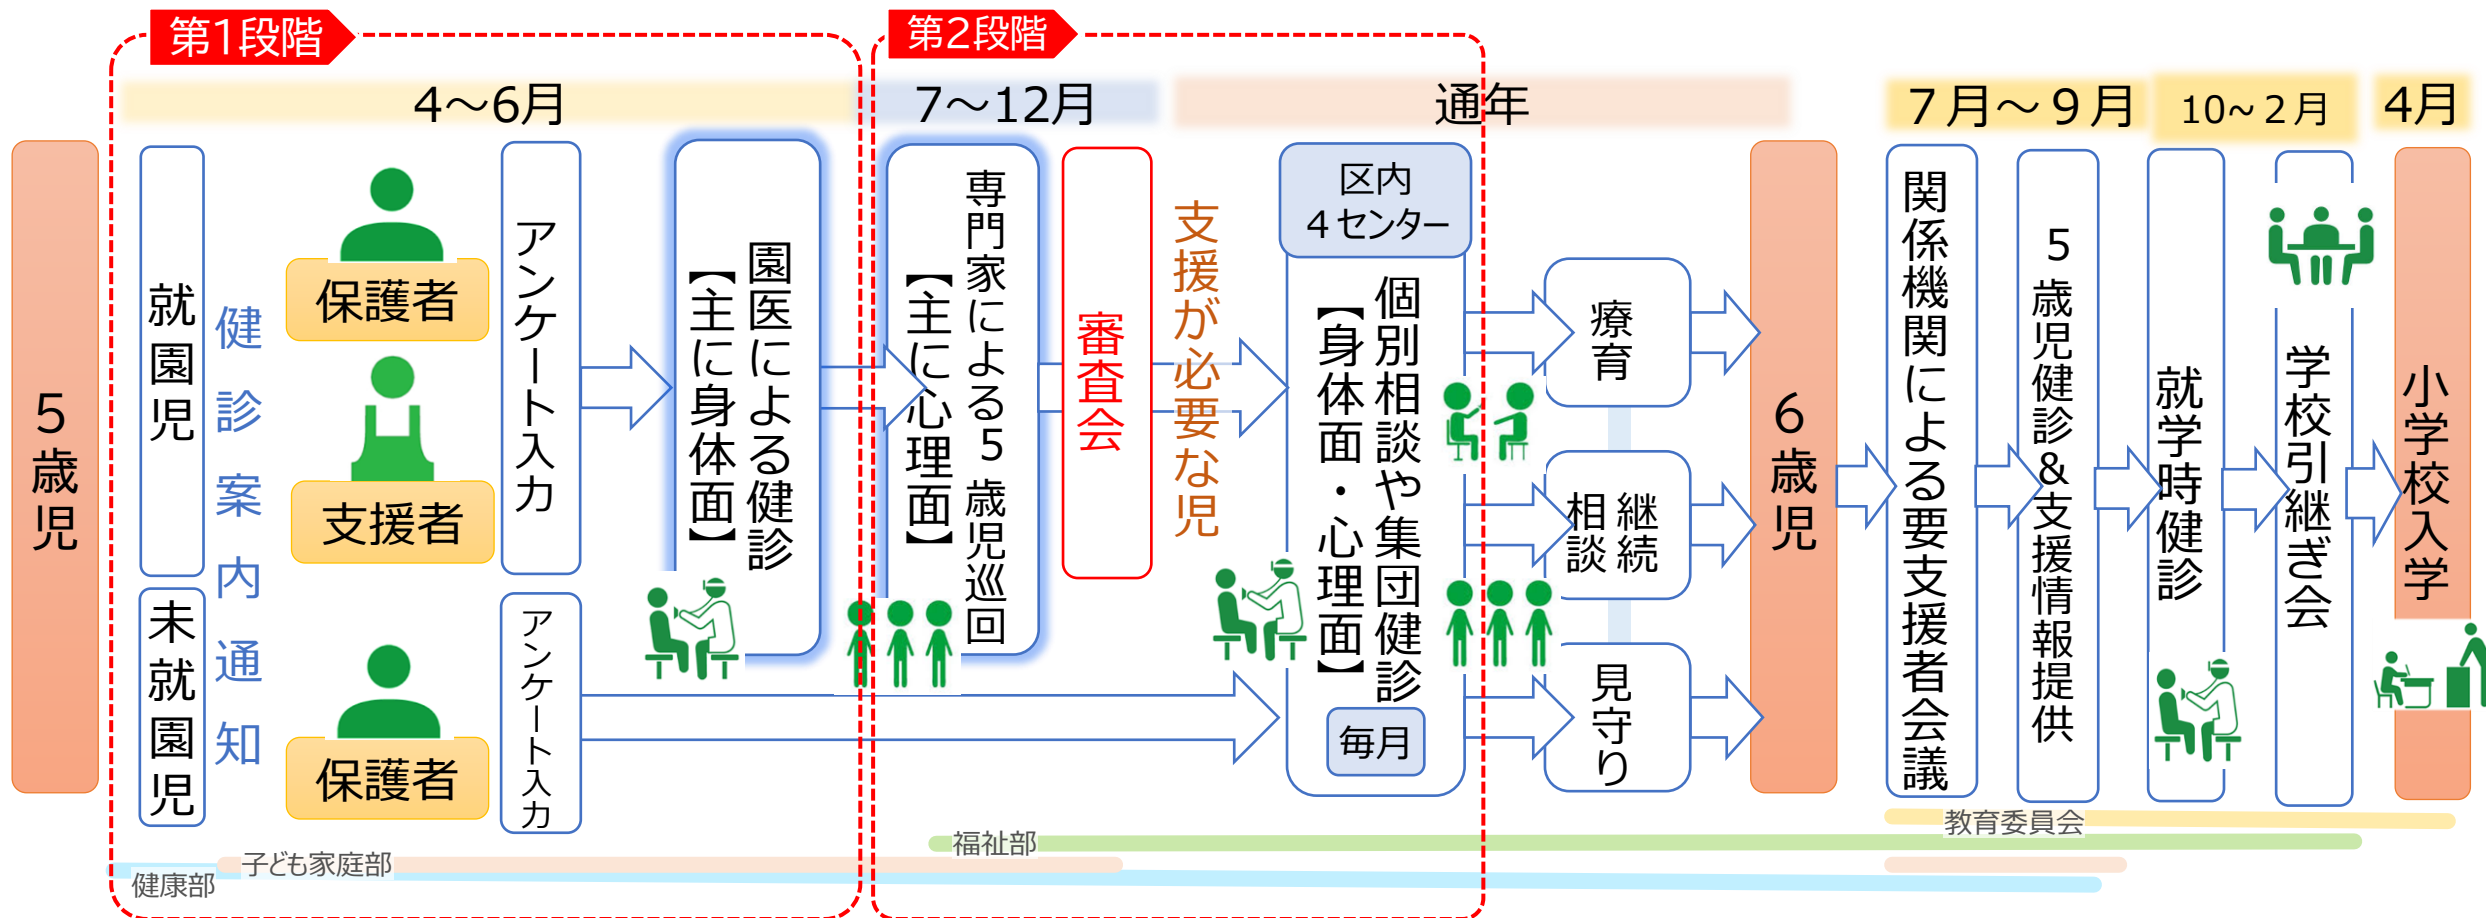 第1段階
第2段階
4～6月
7～12月
通年
7月～9月
10~2月
4月
5歳児
就園児
未就園児
健診案内通知
保護者
支援者
保護者
アンケート入力
アンケート入力
園医による健診
【主に身体面】
専門家による5歳児巡回
【主に心理面】
審査会
支援が必要な児
区内
4センター
個別相談や集団健診
【身体面・心理面】
毎月
療育
継続
相談
見守り
6歳児
関係機関による要支援者会議
5歳児健診&支援情報提供
就学時健診
学校引継ぎ会
小学校入学
教育委員会
福祉部
子ども家庭部
健康部